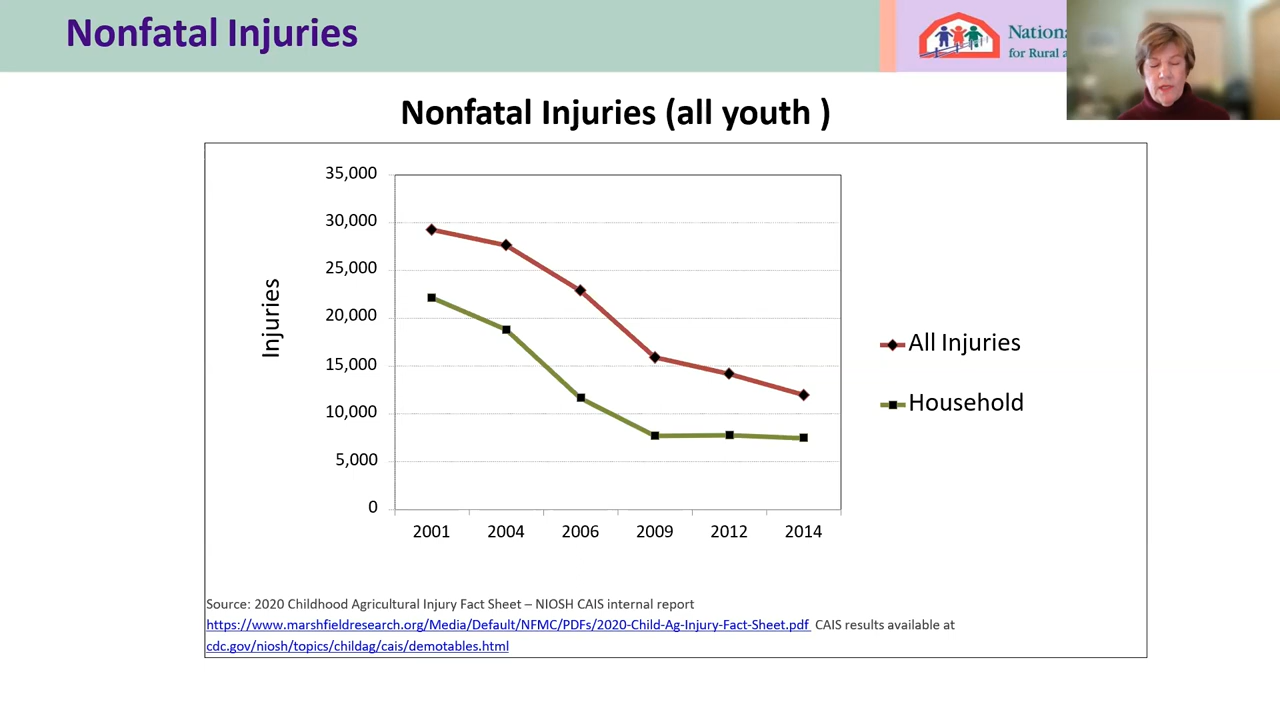 Nonfatal Injuries
Nationa
for Rural a
Nonfatal Injuries (all youth )
35,000
30,000
25,000
20,000
15,000
10,000
5,000
0
Injuries
2001 2004 2006 2009 2012 2014
All Injuries
Household
Source: 2020 Childhood Agricultural Injury Fact Sheet – NIOSH CAIS internal report
https://www.marshfieldresearch.org/Media/Default/NFMC/PDFs/2020-Child-Ag-Injury-Fact-Sheet.pdf CAIS results available at
cdc.gov/niosh/topics/childag/cais/demotables.html